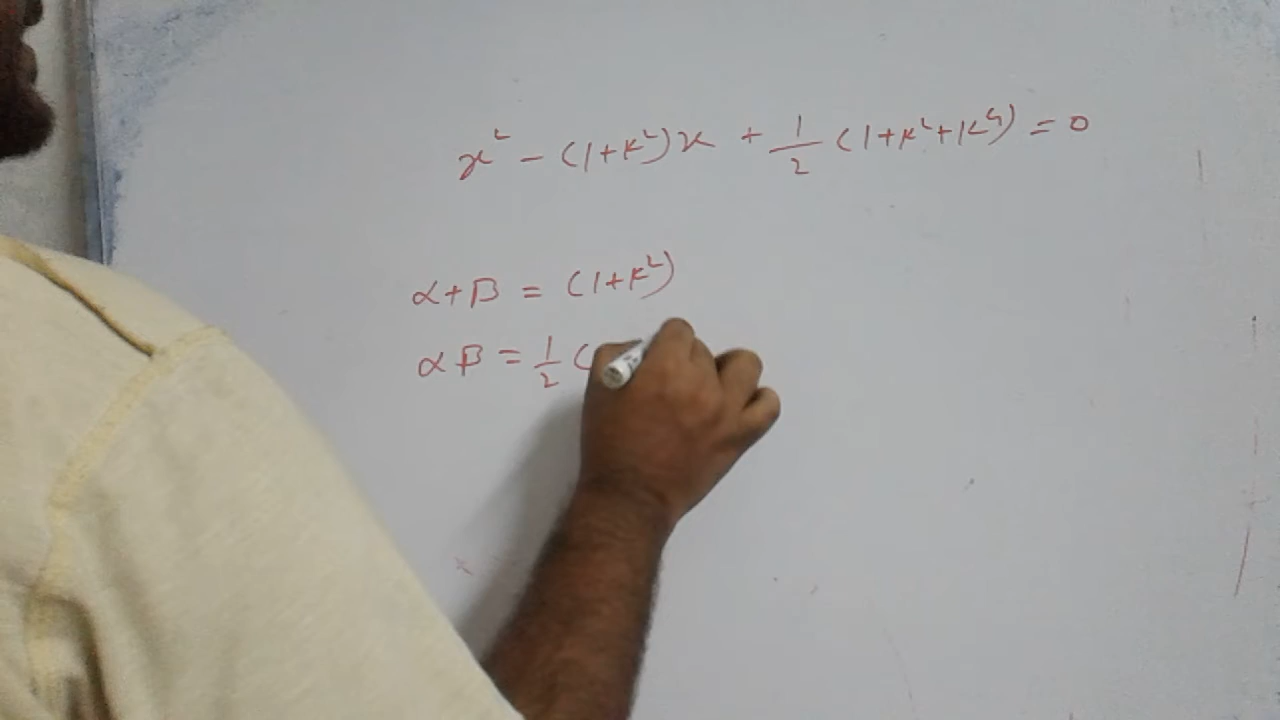 x² - (1+k²)x + 1/2 (1+k²+k⁴) = 0
α+β = (1+k²)
αβ = 1/2 (